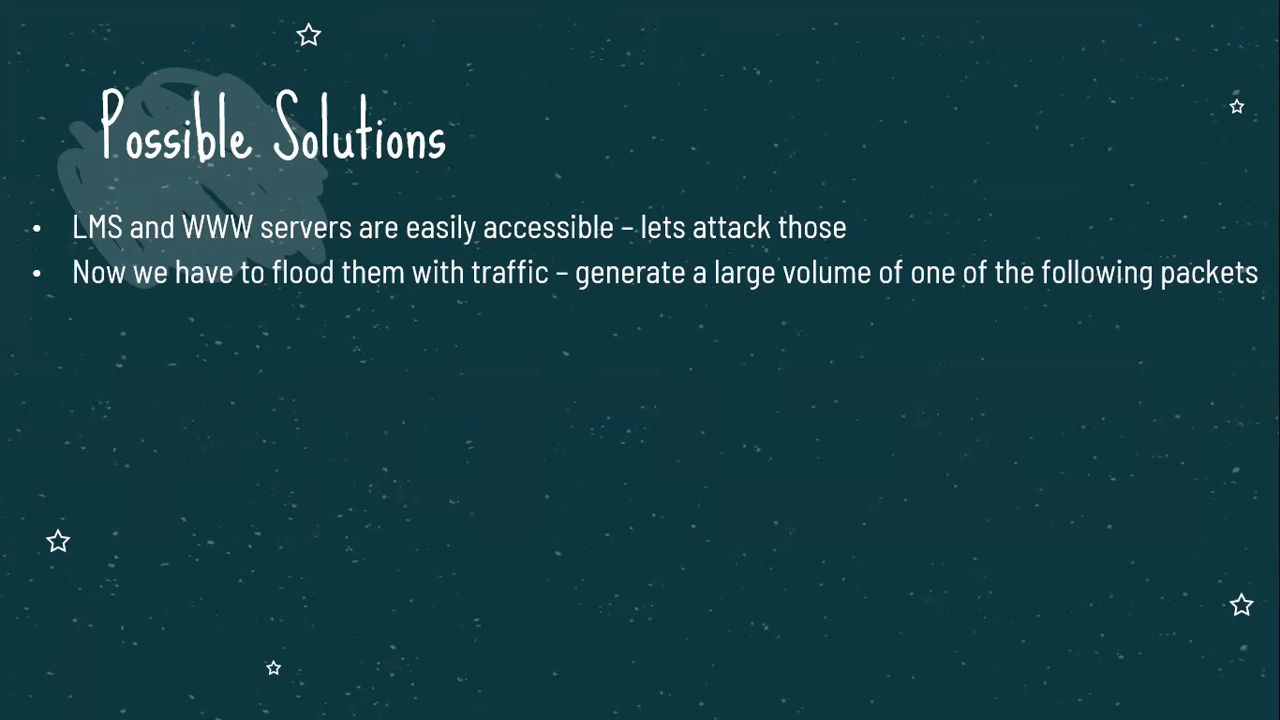 Possible Solutions
• LMS and WWW servers are easily accessible – lets attack those
• Now we have to flood them with traffic – generate a large volume of one of the following packets